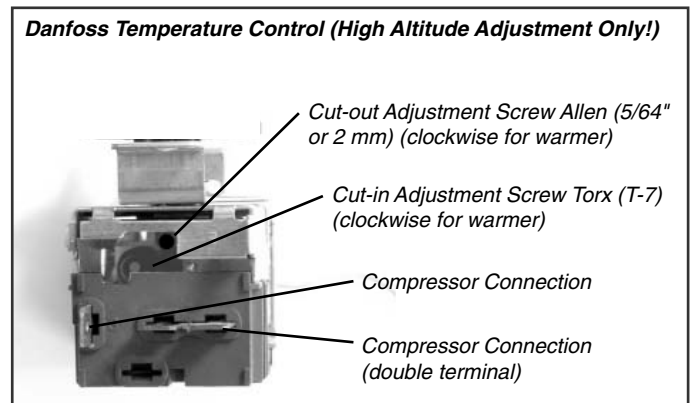 Danfoss Temperature Control (High Altitude Adjustment Only!)
Cut-out Adjustment Screw Allen (5/64"
or 2 mm) (clockwise for warmer)
Cut-in Adjustment Screw Torx (T-7)
(clockwise for warmer)
Compressor Connection
Compressor Connection
(double terminal)